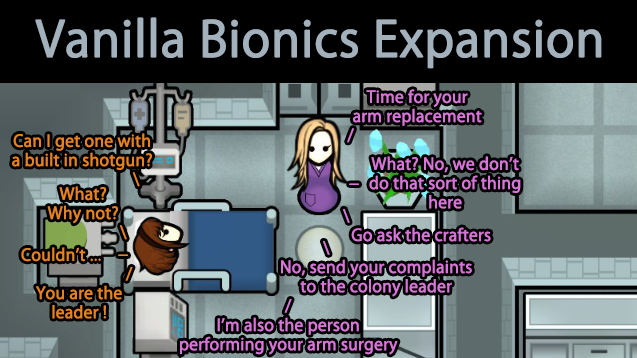 Vanilla Bionics Expansion
Time for your
arm replacement
Can I get one with
a built in shotgun?
What? No, we don't
do that sort of thing
here
What?
Why not?
Go ask the crafters
Couldn't ...
No, send your complaints
to the colony leader
You are the
leader !
I'm also the person
performing your arm surgery